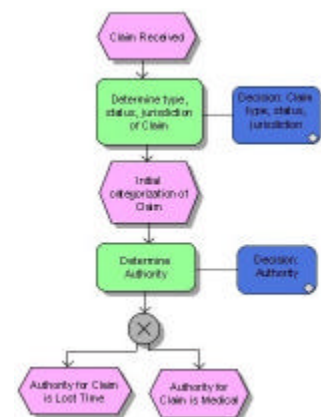 Claim Received
Determine type,
status, jurisdiction
of Claim
Decision: Claim
type, status,
jurisdiction
Initial
categorization of
Claim
Determine
Authority
Decision:
Authority
Authority for Claim
is Lost Time
Authority for
Claim is Medical